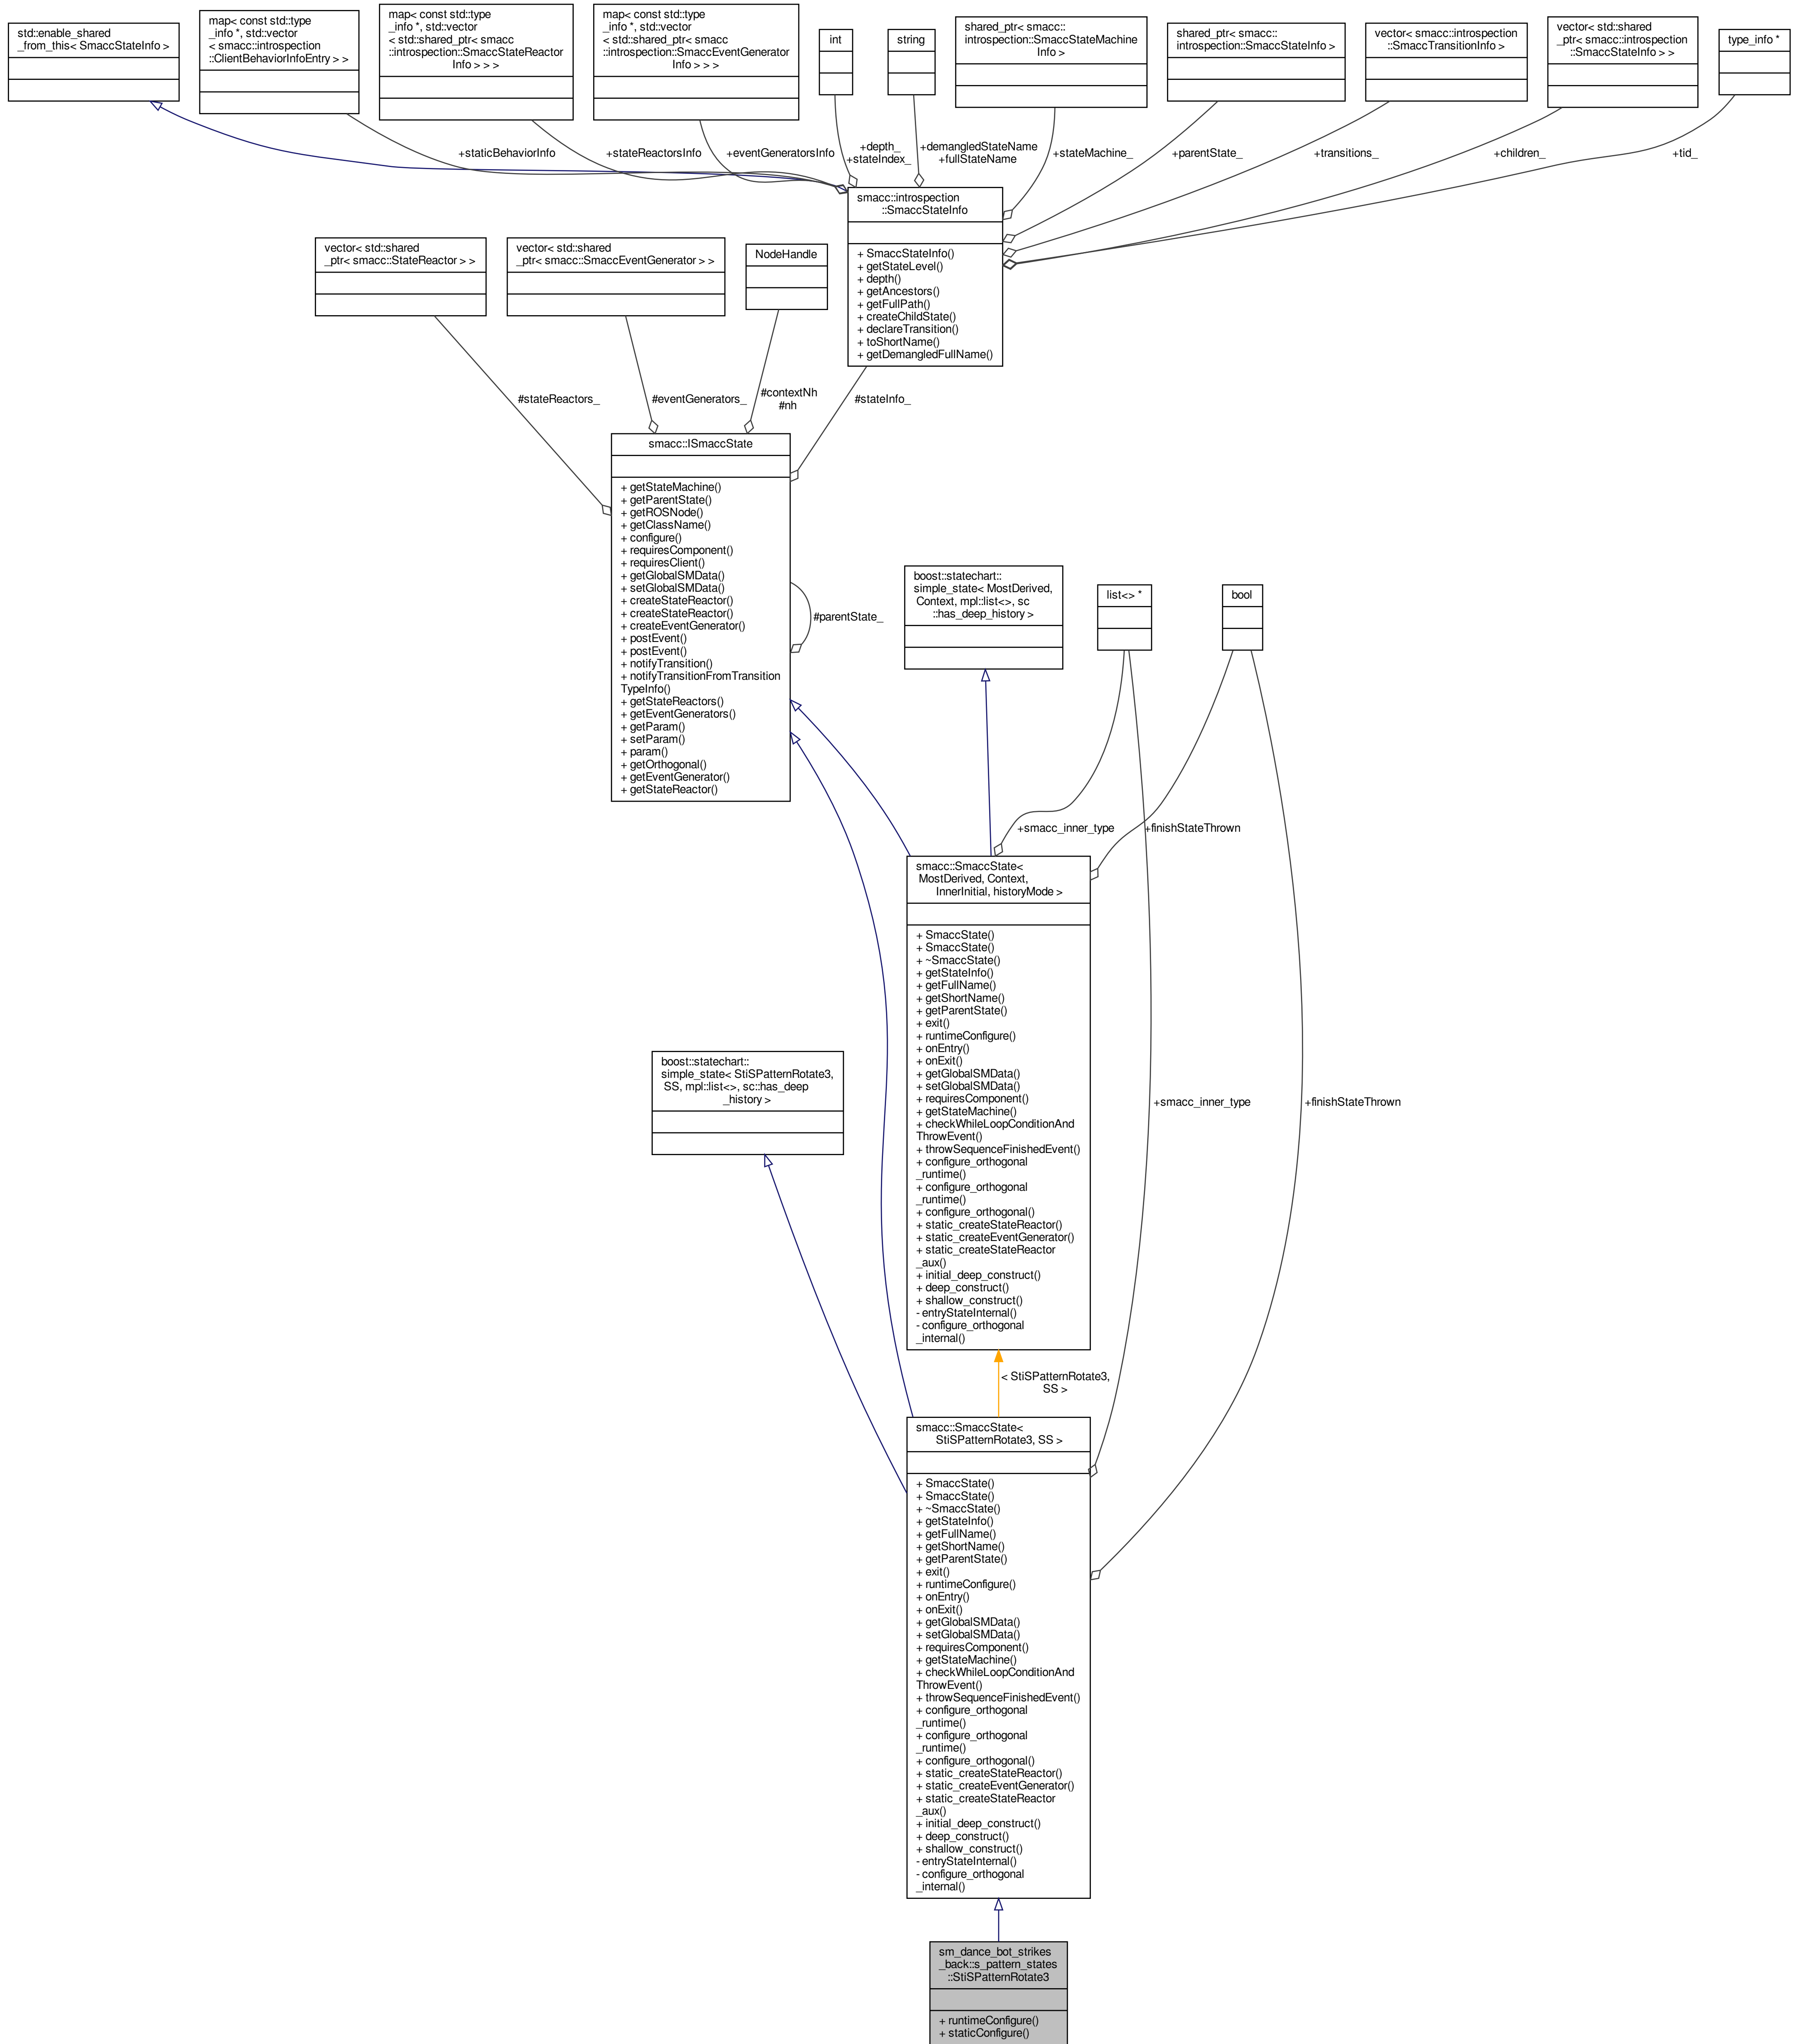 std::enable_shared
_from_this< SmaccStateInfo >
map< const std::type
_info *, std::vector
< smacc::introspection
::ClientBehaviorInfoEntry > >
map< const std::type
_info *, std::vector
< std::shared_ptr< smacc
::introspection::SmaccStateReactor
Info > > >
map< const std::type
_info *, std::vector
< std::shared_ptr< smacc
::introspection::SmaccEventGenerator
Info > > >
int
string
shared_ptr< smacc::
introspection::SmaccStateMachine
Info >
shared_ptr< smacc::
introspection::SmaccStateInfo >
vector< smacc::introspection
::SmaccTransitionInfo >
vector< std::shared
_ptr< smacc::introspection
::SmaccStateInfo > >
type_info *
+staticBehaviorInfo
+stateReactorsInfo
+eventGeneratorsInfo
+depth_
+stateIndex_
+demangledStateName
+fullStateName
+stateMachine_
+parentState_
+transitions_
+children_
+tid_
smacc::introspection
::SmaccStateInfo
+ SmaccStateInfo()
+ getStateLevel()
+ depth()
+ getAncestors()
+ getFullPath()
+ createChildState()
+ declareTransition()
+ toShortName()
+ getDemangledFullName()
vector< std::shared
_ptr< smacc::StateReactor > >
vector< std::shared
_ptr< smacc::SmaccEventGenerator > >
NodeHandle
#stateReactors_
#eventGenerators_
#contextNh
#nh
#stateInfo_
smacc::ISmaccState
+ getStateMachine()
+ getParentState()
+ getROSNode()
+ getClassName()
+ configure()
+ requiresComponent()
+ requiresClient()
+ getGlobalSMData()
+ setGlobalSMData()
+ createStateReactor()
+ createStateReactor()
+ createEventGenerator()
+ postEvent()
+ postEvent()
+ notifyTransition()
+ notifyTransitionFromTransition
TypeInfo()
+ getStateReactors()
+ getEventGenerators()
+ getParam()
+ setParam()
+ param()
+ getOrthogonal()
+ getEventGenerator()
+ getStateReactor()
#parentState_
boost::statechart::
simple_state< MostDerived,
Context, mpl::list<>, sc
::has_deep_history >
list<> *
bool
+smacc_inner_type
+finishStateThrown
smacc::SmaccState<
MostDerived, Context,
InnerInitial, historyMode >
+ SmaccState()
+ SmaccState()
+ ~SmaccState()
+ getStateInfo()
+ getFullName()
+ getShortName()
+ getParentState()
+ exit()
+ runtimeConfigure()
+ onEntry()
+ onExit()
+ getGlobalSMData()
+ setGlobalSMData()
+ requiresComponent()
+ getStateMachine()
+ checkWhileLoopConditionAnd
ThrowEvent()
+ throwSequenceFinishedEvent()
+ configure_orthogonal
_runtime()
+ configure_orthogonal
_runtime()
+ configure_orthogonal()
+ static_createStateReactor()
+ static_createEventGenerator()
+ static_createStateReactor
_aux()
+ initial_deep_construct()
+ deep_construct()
+ shallow_construct()
- entryStateInternal()
- configure_orthogonal
_internal()
boost::statechart::
simple_state< StiSPatternRotate3,
SS, mpl::list<>, sc::has_deep
_history >
+smacc_inner_type
+finishStateThrown
< StiSPatternRotate3,
SS >
smacc::SmaccState<
StiSPatternRotate3, SS >
+ SmaccState()
+ SmaccState()
+ ~SmaccState()
+ getStateInfo()
+ getFullName()
+ getShortName()
+ getParentState()
+ exit()
+ runtimeConfigure()
+ onEntry()
+ onExit()
+ getGlobalSMData()
+ setGlobalSMData()
+ requiresComponent()
+ getStateMachine()
+ checkWhileLoopConditionAnd
ThrowEvent()
+ throwSequenceFinishedEvent()
+ configure_orthogonal
_runtime()
+ configure_orthogonal
_runtime()
+ configure_orthogonal()
+ static_createStateReactor()
+ static_createEventGenerator()
+ static_createStateReactor
_aux()
+ initial_deep_construct()
+ deep_construct()
+ shallow_construct()
- entryStateInternal()
- configure_orthogonal
_internal()
sm_dance_bot_strikes
_back::s_pattern_states
::StiSPatternRotate3
+ runtimeConfigure()
+ staticConfigure()